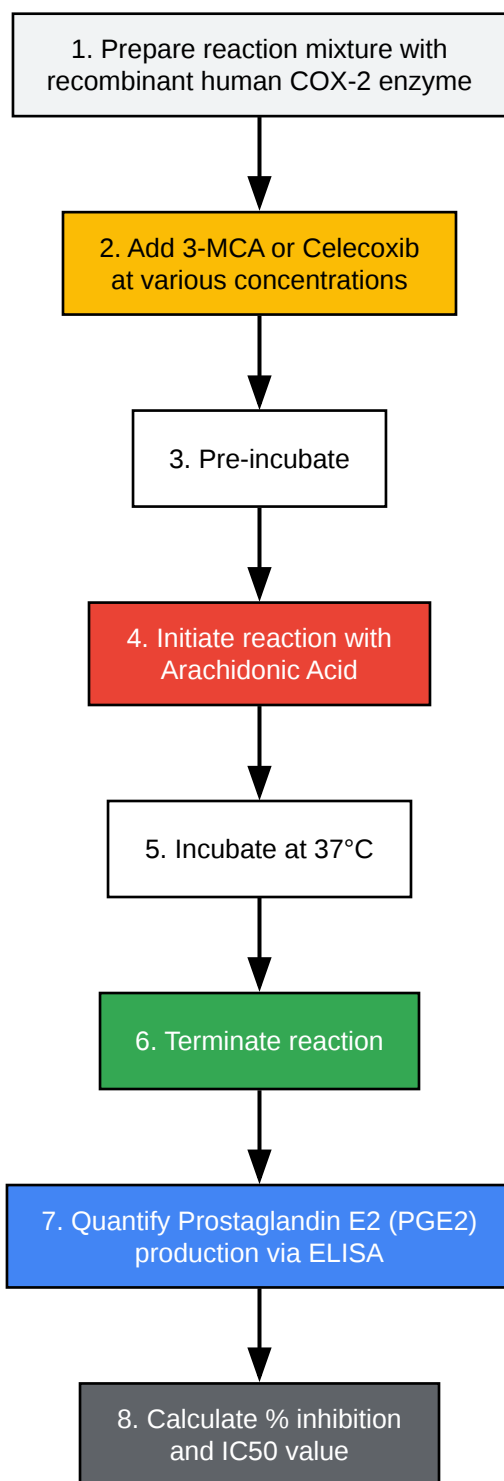 1. Prepare reaction mixture with
recombinant human COX-2 enzyme
2. Add 3-MCA or Celecoxib
at various concentrations
3. Pre-incubate
4. Initiate reaction with
Arachidonic Acid
5. Incubate at 37°C
6. Terminate reaction
7. Quantify Prostaglandin E2 (PGE2)
production via ELISA
8. Calculate % inhibition
and IC50 value